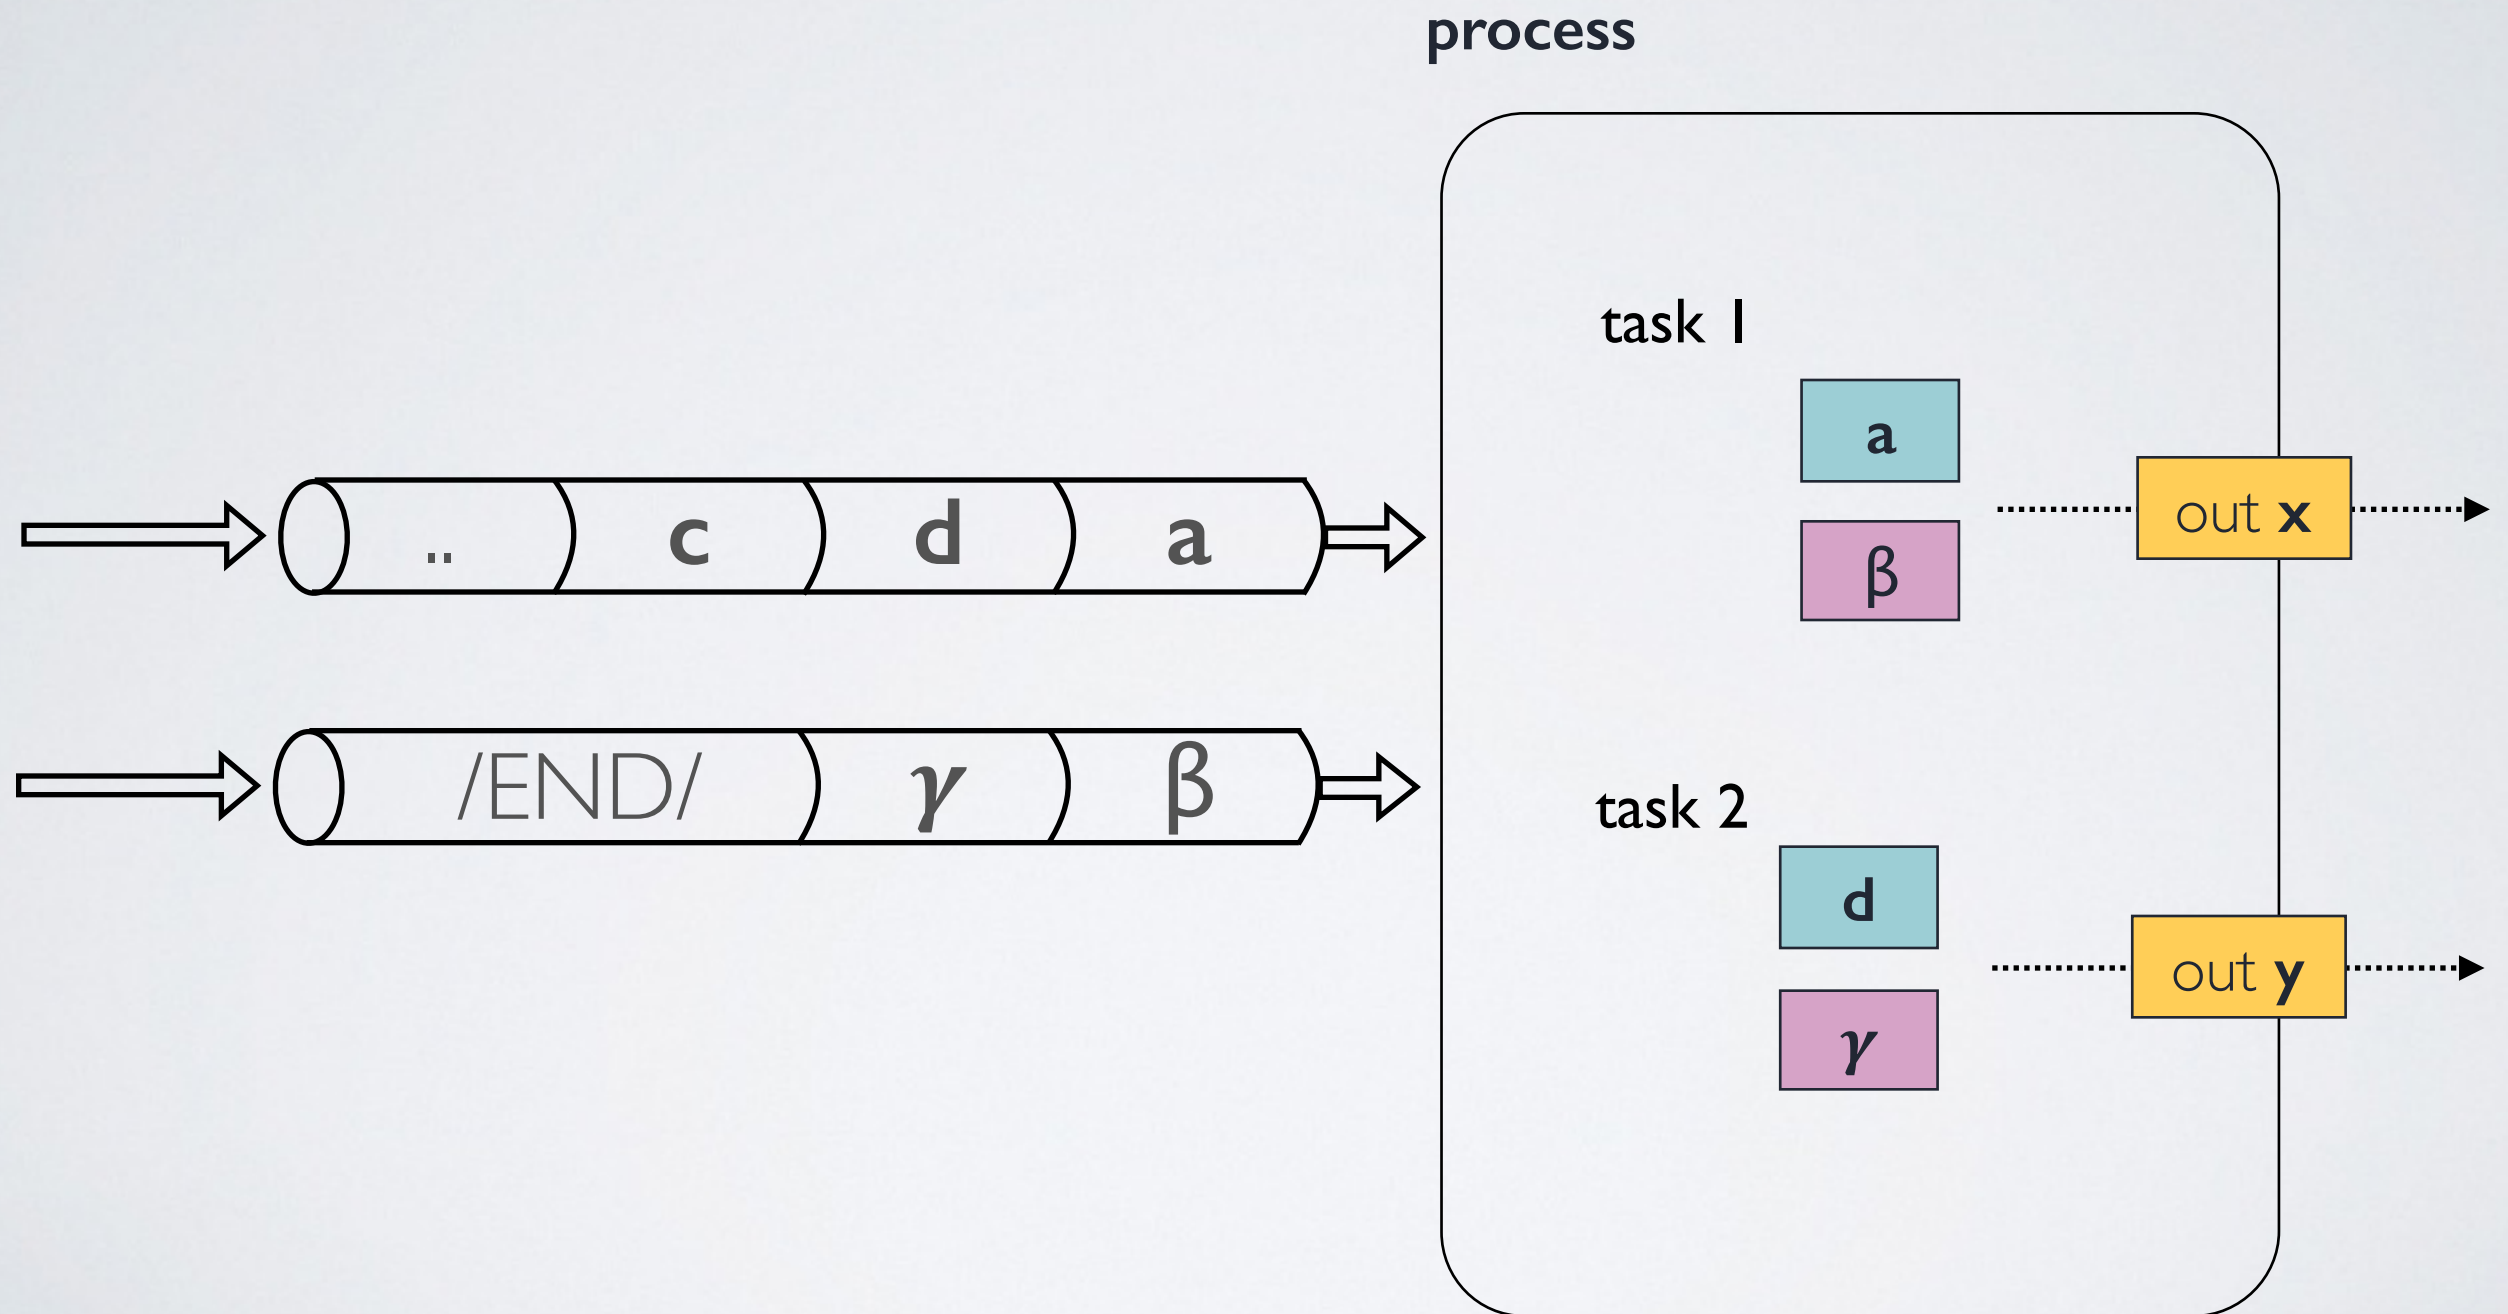 process
task 1
a
β
out x
.. c d a
/END/ γ β
task 2
d
γ
out y